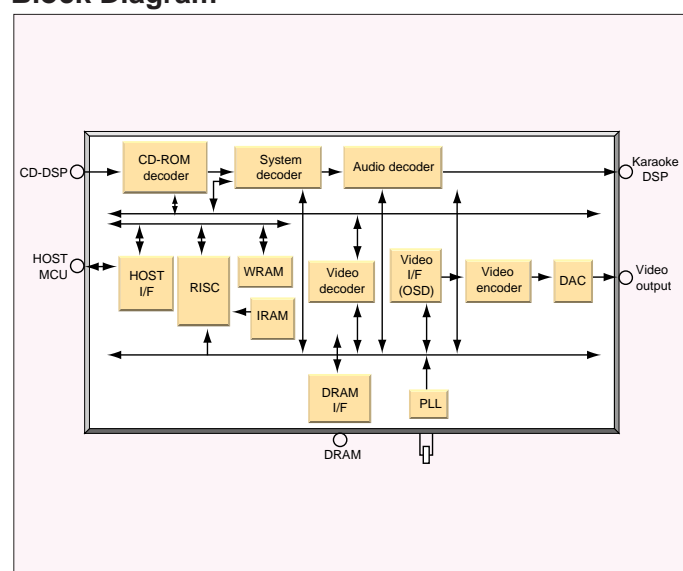 Block Diagram
CD-DSP
CD-ROM
decoder
System
decoder
Audio decoder
Karaoke
DSP
HOST
MCU
HOST
I/F
RISC
WRAM
IRAM
Video
decoder
Video
I/F
(OSD)
Video
encoder
DAC
Video
output
DRAM
I/F
PLL
DRAM